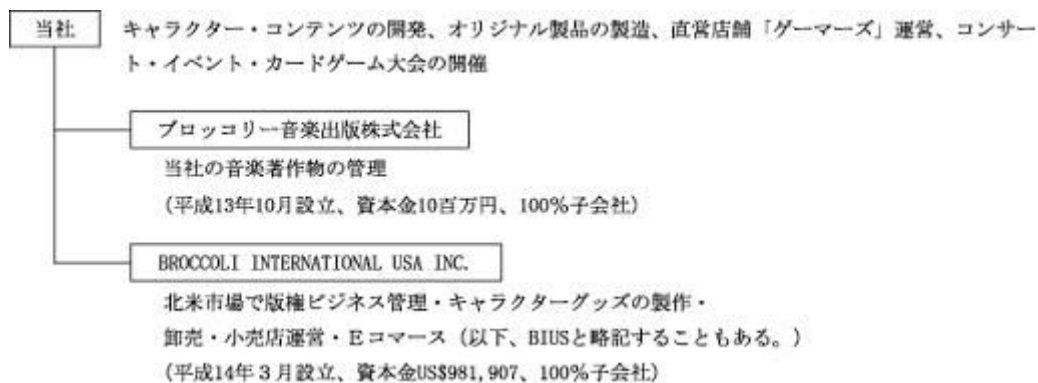 当社 キャラクター・コンテンツの開発、オリジナル製品の製造、直営店舗「ゲーマーズ」運営、コンサー
ト・イベント・カードゲーム大会の開催
ブロッコリー音楽出版株式会社
当社の音楽著作物の管理
(平成13年10月設立、資本金10百万円、100%子会社)
BROCCOLI INTERNATIONAL USA INC.
北米市場で版権ビジネス管理・キャラクターグッズの製作・
卸売・小売店運営・Eコマース(以下、BIUSと略記することもある。)
(平成14年3月設立、資本金US$981,907、100%子会社)